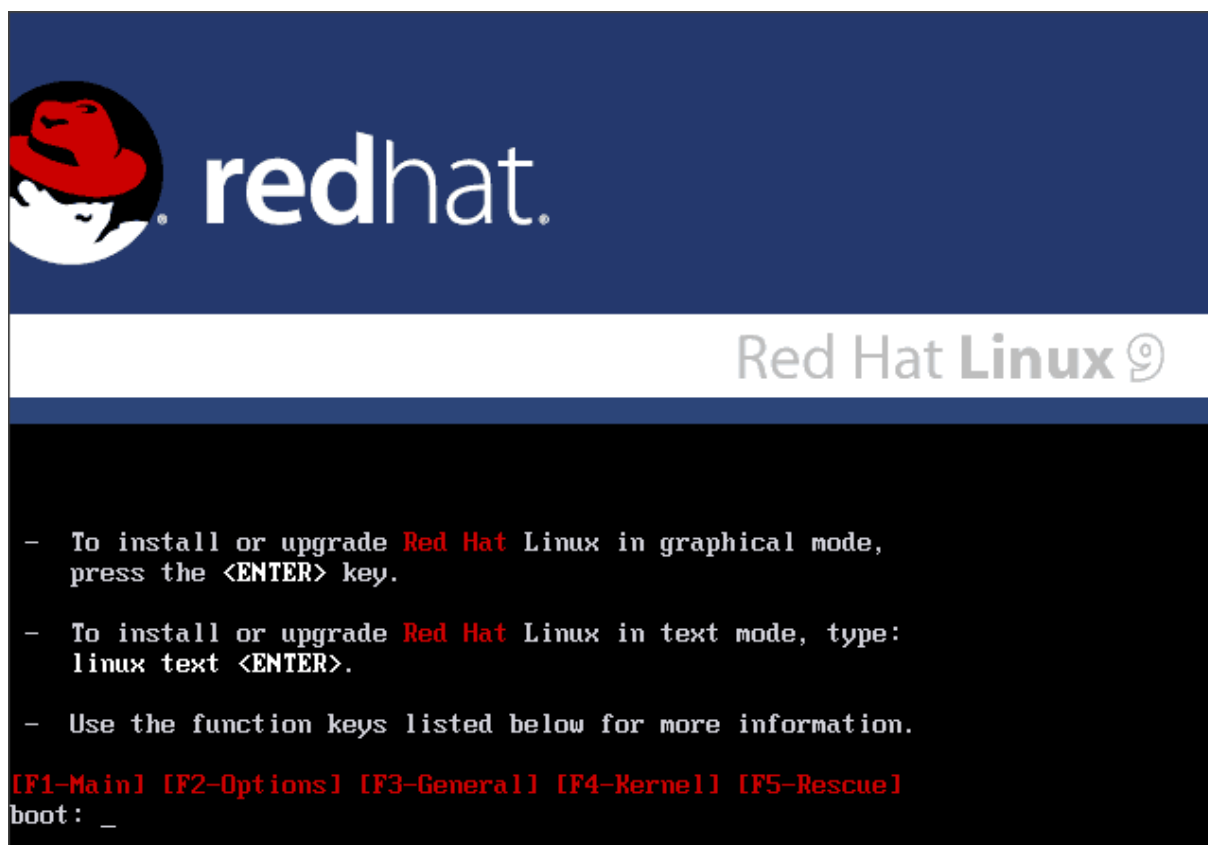 redhat.
Red Hat Linux 9
- To install or upgrade Red Hat Linux in graphical mode,
press the <ENTER> key.
- To install or upgrade Red Hat Linux in text mode, type:
linux text <ENTER>.
- Use the function keys listed below for more information.
[F1-Main] [F2-Options] [F3-General] [F4-Kernel] [F5-Rescue]
boot: _